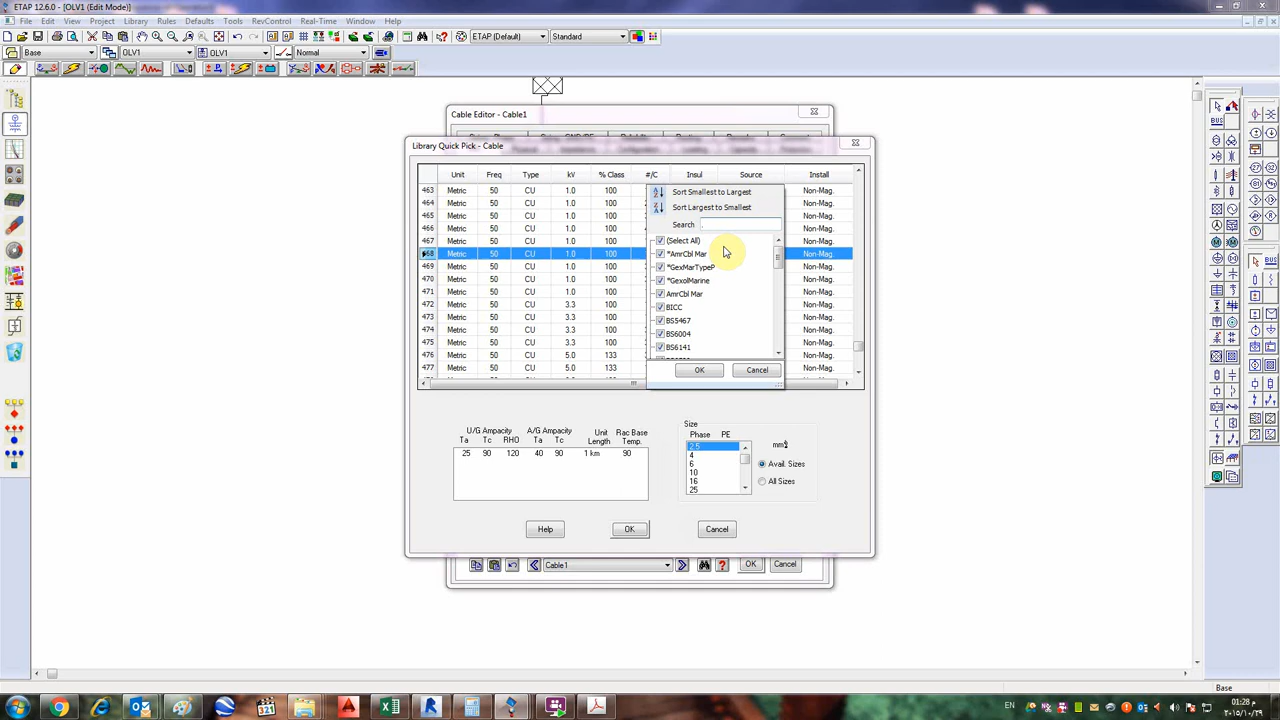 ETAP 12.6.0 - [OLV1 (Edit Mode)]
File Edit View Project Library Rules Defaults Tools RevControl Real-Time Window Help
ETAP (Default) Standard
Base OLV1 OLV1 Normal
Cable Editor - Cable1
Library Quick Pick - Cable
Unit Freq Type kV % Class #/C Insul Source Install
463 Metric 50 CU 1.0 100 Non-Mag.
464 Metric 50 CU 1.0 100 Non-Mag.
465 Metric 50 CU 1.0 100 Non-Mag.
466 Metric 50 CU 1.0 100 Non-Mag.
467 Metric 50 CU 1.0 100 Non-Mag.
468 Metric 50 CU 1.0 100 Non-Mag.
469 Metric 50 CU 1.0 100 Non-Mag.
470 Metric 50 CU 1.0 100 Non-Mag.
471 Metric 50 CU 1.0 100 Non-Mag.
472 Metric 50 CU 3.3 100 Non-Mag.
473 Metric 50 CU 3.3 100 Non-Mag.
474 Metric 50 CU 3.3 100 Non-Mag.
475 Metric 50 CU 3.3 100 Non-Mag.
476 Metric 50 CU 5.0 133 Non-Mag.
477 Metric 50 CU 5.0 133 Non-Mag.
Sort Smallest to Largest
Sort Largest to Smallest
Search
(Select All)
*AmrCbl Mar
*GexMarTypeP
*GexolMarine
AmrCbl Mar
BICC
BS5467
BS6004
BS6141
OK Cancel
U/G Ampacity A/G Ampacity Unit Rac Base
Ta Tc RHO Ta Tc Length Temp.
25 90 120 40 90 1 km 90
Size
Phase PE
mm²
2.5
4
6
10
16
25
Avail. Sizes
All Sizes
Help OK Cancel
Cable1 OK Cancel
Base
EN
01:28 م